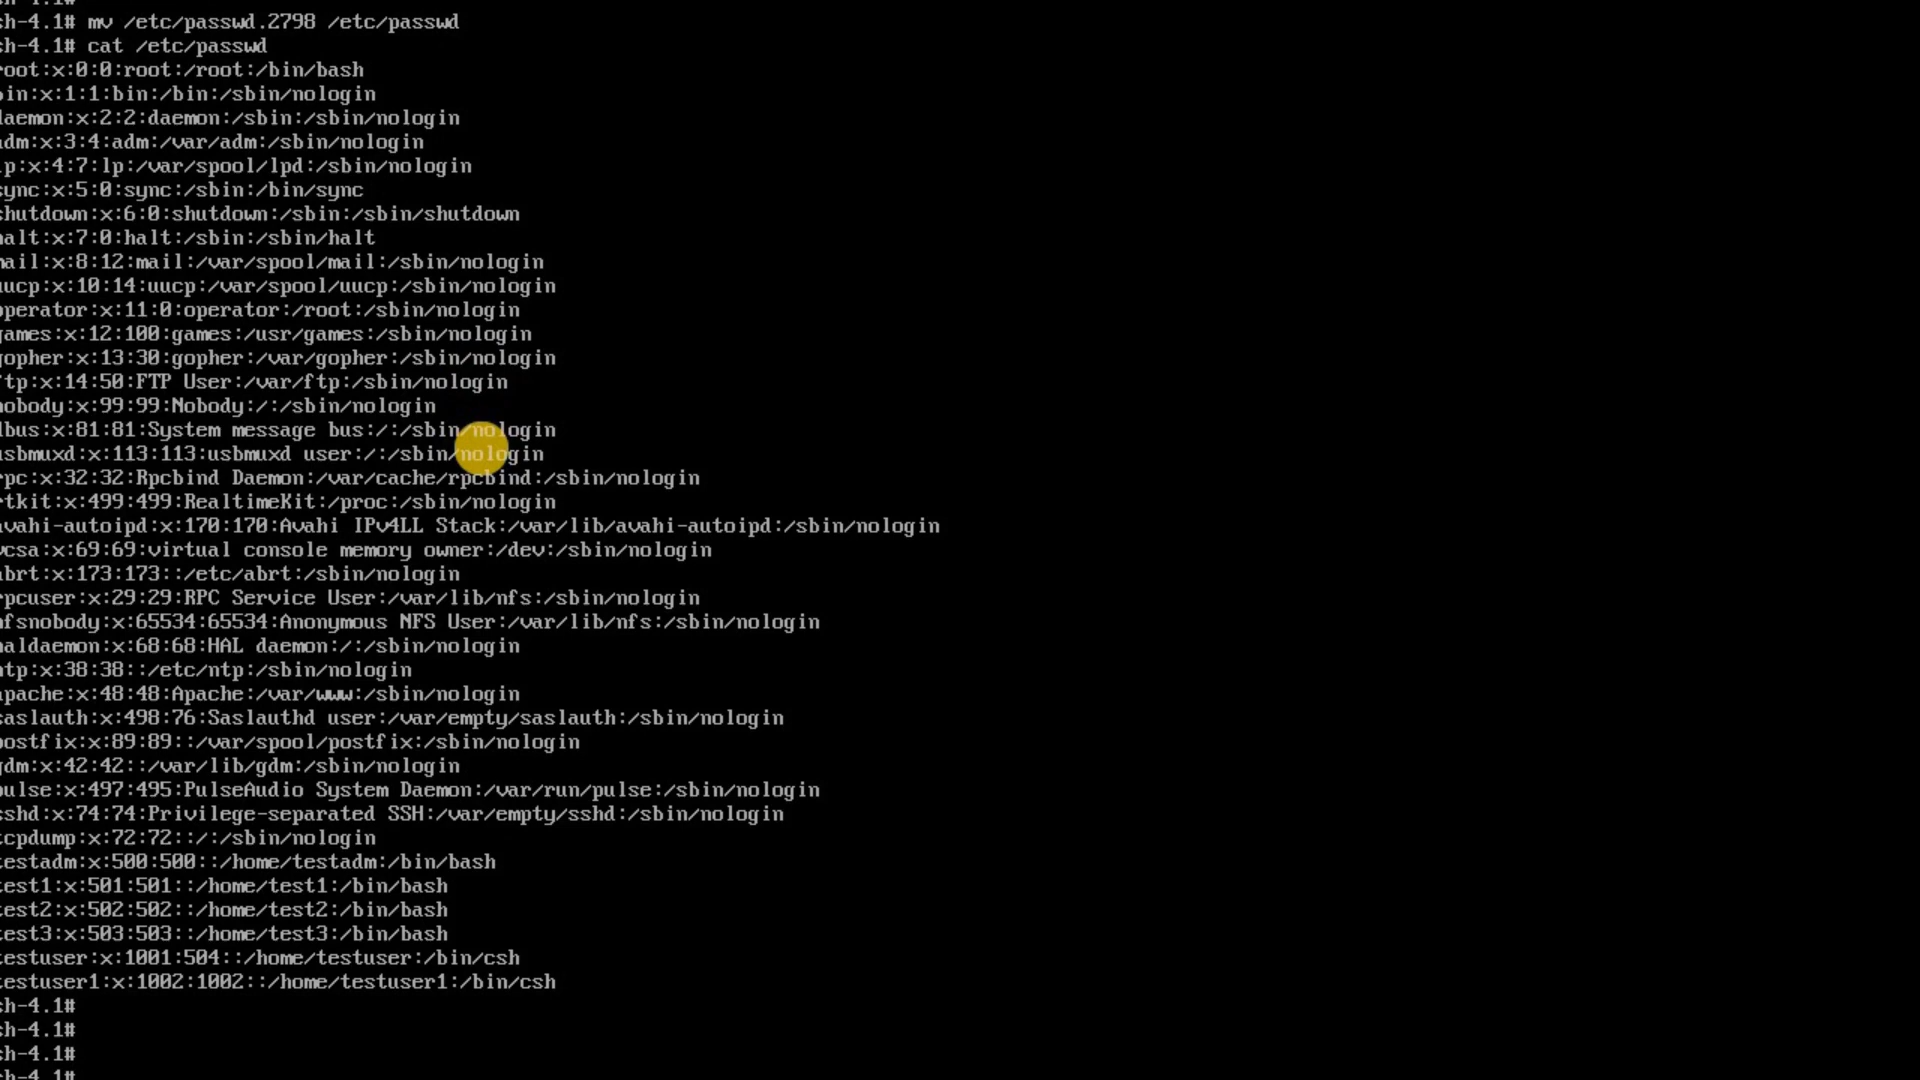 sh-4.1#
sh-4.1# mv /etc/passwd.2798 /etc/passwd
sh-4.1# cat /etc/passwd
root:x:0:0:root:/root:/bin/bash
bin:x:1:1:bin:/bin:/sbin/nologin
daemon:x:2:2:daemon:/sbin:/sbin/nologin
adm:x:3:4:adm:/var/adm:/sbin/nologin
lp:x:4:7:lp:/var/spool/lpd:/sbin/nologin
sync:x:5:0:sync:/sbin:/bin/sync
shutdown:x:6:0:shutdown:/sbin:/sbin/shutdown
halt:x:7:0:halt:/sbin:/sbin/halt
mail:x:8:12:mail:/var/spool/mail:/sbin/nologin
uucp:x:10:14:uucp:/var/spool/uucp:/sbin/nologin
operator:x:11:0:operator:/root:/sbin/nologin
games:x:12:100:games:/usr/games:/sbin/nologin
gopher:x:13:30:gopher:/var/gopher:/sbin/nologin
ftp:x:14:50:FTP User:/var/ftp:/sbin/nologin
nobody:x:99:99:Nobody:/:/sbin/nologin
dbus:x:81:81:System message bus:/:/sbin/nologin
usbmuxd:x:113:113:usbmuxd user:/:/sbin/nologin
rpc:x:32:32:Rpcbind Daemon:/var/cache/rpcbind:/sbin/nologin
rtkit:x:499:499:RealtimeKit:/proc:/sbin/nologin
avahi-autoipd:x:170:170:Avahi IPv4LL Stack:/var/lib/avahi-autoipd:/sbin/nologin
vcsa:x:69:69:virtual console memory owner:/dev:/sbin/nologin
abrt:x:173:173::/etc/abrt:/sbin/nologin
rpcuser:x:29:29:RPC Service User:/var/lib/nfs:/sbin/nologin
nfsnobody:x:65534:65534:Anonymous NFS User:/var/lib/nfs:/sbin/nologin
haldaemon:x:68:68:HAL daemon:/:/sbin/nologin
ntp:x:38:38::/etc/ntp:/sbin/nologin
apache:x:48:48:Apache:/var/www:/sbin/nologin
saslauth:x:498:76:Saslauthd user:/var/empty/saslauth:/sbin/nologin
postfix:x:89:89::/var/spool/postfix:/sbin/nologin
gdm:x:42:42::/var/lib/gdm:/sbin/nologin
pulse:x:497:495:PulseAudio System Daemon:/var/run/pulse:/sbin/nologin
sshd:x:74:74:Privilege-separated SSH:/var/empty/sshd:/sbin/nologin
tcpdump:x:72:72::/:/sbin/nologin
testadm:x:500:500::/home/testadm:/bin/bash
test1:x:501:501::/home/test1:/bin/bash
test2:x:502:502::/home/test2:/bin/bash
test3:x:503:503::/home/test3:/bin/bash
testuser:x:1001:504::/home/testuser:/bin/csh
testuser1:x:1002:1002::/home/testuser1:/bin/csh
sh-4.1#
sh-4.1#
sh-4.1#
sh-4.1#